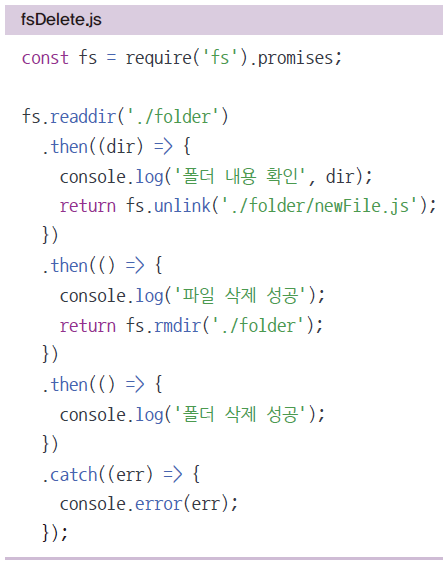 fsDelete.js
const fs = require('fs').promises;
fs.readdir('./folder')
.then((dir) => {
console.log('폴더 내용 확인', dir);
return fs.unlink('./folder/newFile.js');
})
.then(() => {
console.log('파일 삭제 성공');
return fs.rmdir('./folder');
})
.then(() => {
console.log('폴더 삭제 성공');
})
.catch((err) => {
console.error(err);
});